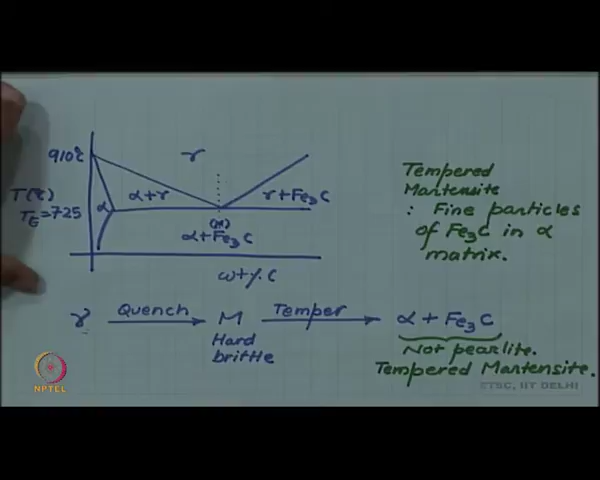 910°C
γ
T(°C)
T_E=725
α
α+γ
γ+Fe3C
(M)
α+Fe3C
wt%C
Tempered
Martensite
: Fine particles
of Fe3C in α
matrix.
γ Quench M Temper α + Fe3C
Hard
brittle
Not pearlite.
Tempered Martensite.
NPTEL
ETSC, IIT DELHI